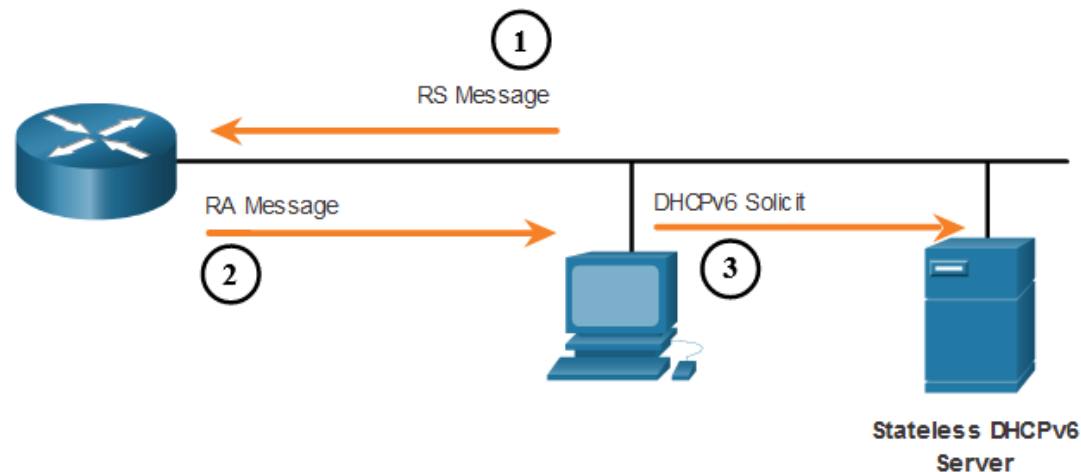 1
RS Message
RA Message
2
DHCPv6 Solicit
3
Stateless DHCPv6
Server